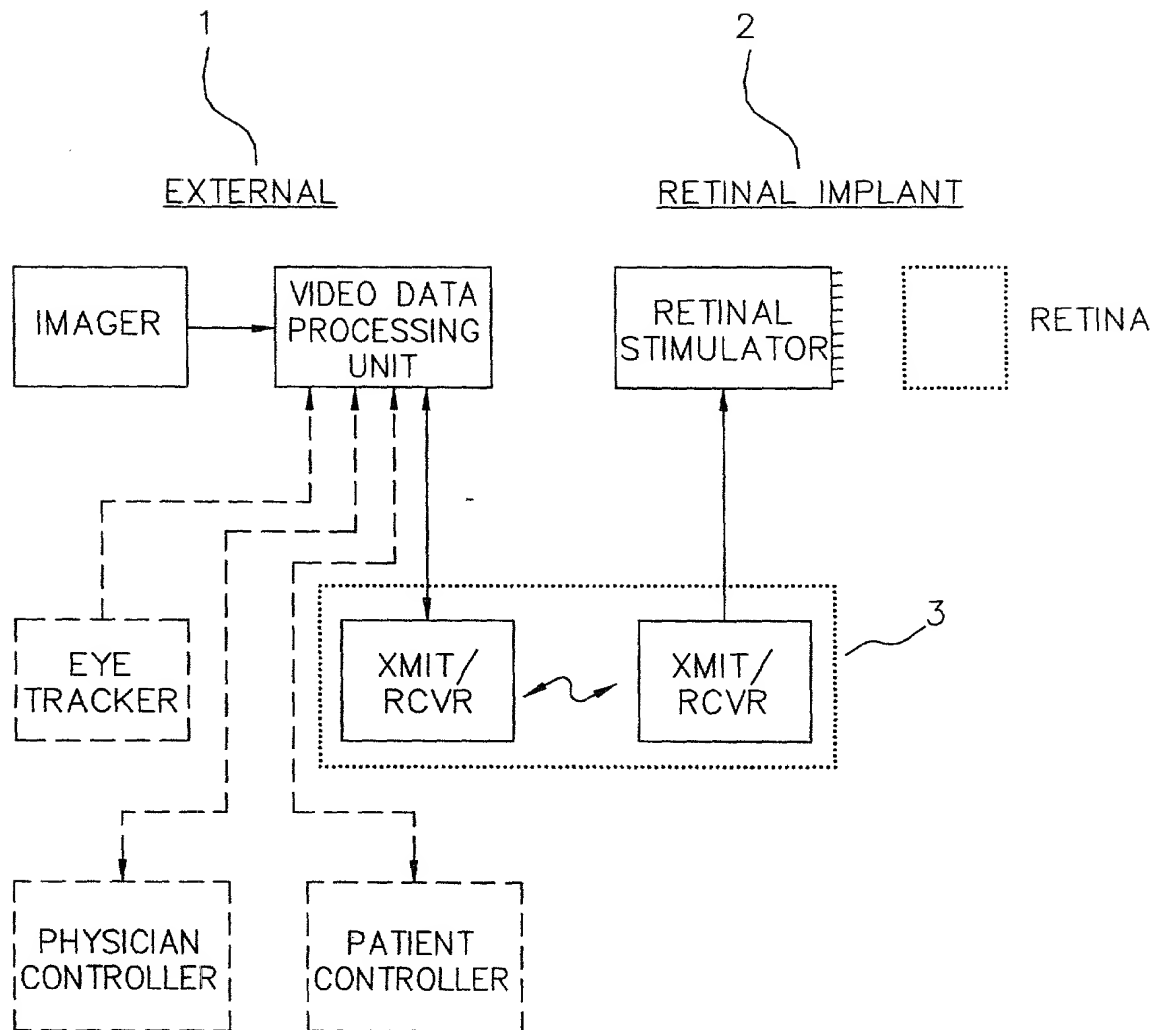 1
2
EXTERNAL
RETINAL IMPLANT
IMAGER
VIDEO DATA
PROCESSING
UNIT
RETINAL
STIMULATOR
RETINA
EYE
TRACKER
XMIT/
RCVR
XMIT/
RCVR
3
PHYSICIAN
CONTROLLER
PATIENT
CONTROLLER